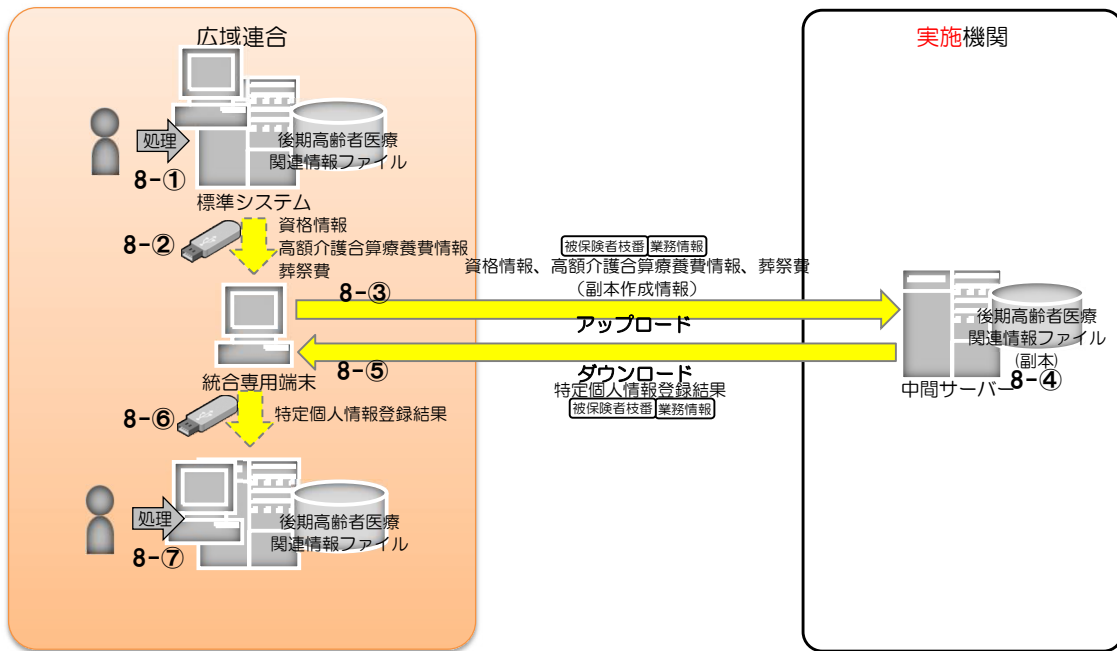 広域連合
処理
8-①
後期高齢者医療
関連情報ファイル
標準システム
8-②
資格情報
高額介護合算療養費情報
葬祭費
8-③
被保険者枝番 業務情報
資格情報、高額介護合算療養費情報、葬祭費
(副本作成情報)
アップロード
8-⑤
ダウンロード
特定個人情報登録結果
被保険者枝番 業務情報
統合専用端末
8-⑥
特定個人情報登録結果
処理
8-⑦
後期高齢者医療
関連情報ファイル
実施機関
後期高齢者医療
関連情報ファイル
(副本)
中間サーバー
8-④